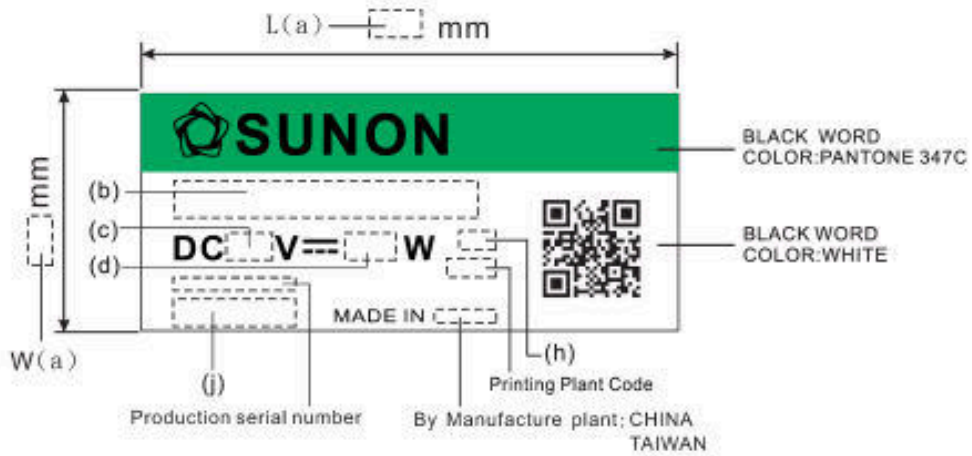 L(a) mm
SUNON
BLACK WORD
COLOR:PANTONE 347C
mm
W(a)
(b)
(c)
(d)
DC V W
BLACK WORD
COLOR:WHITE
MADE IN
(h)
(j)
Printing Plant Code
Production serial number
By Manufacture plant: CHINA
TAIWAN